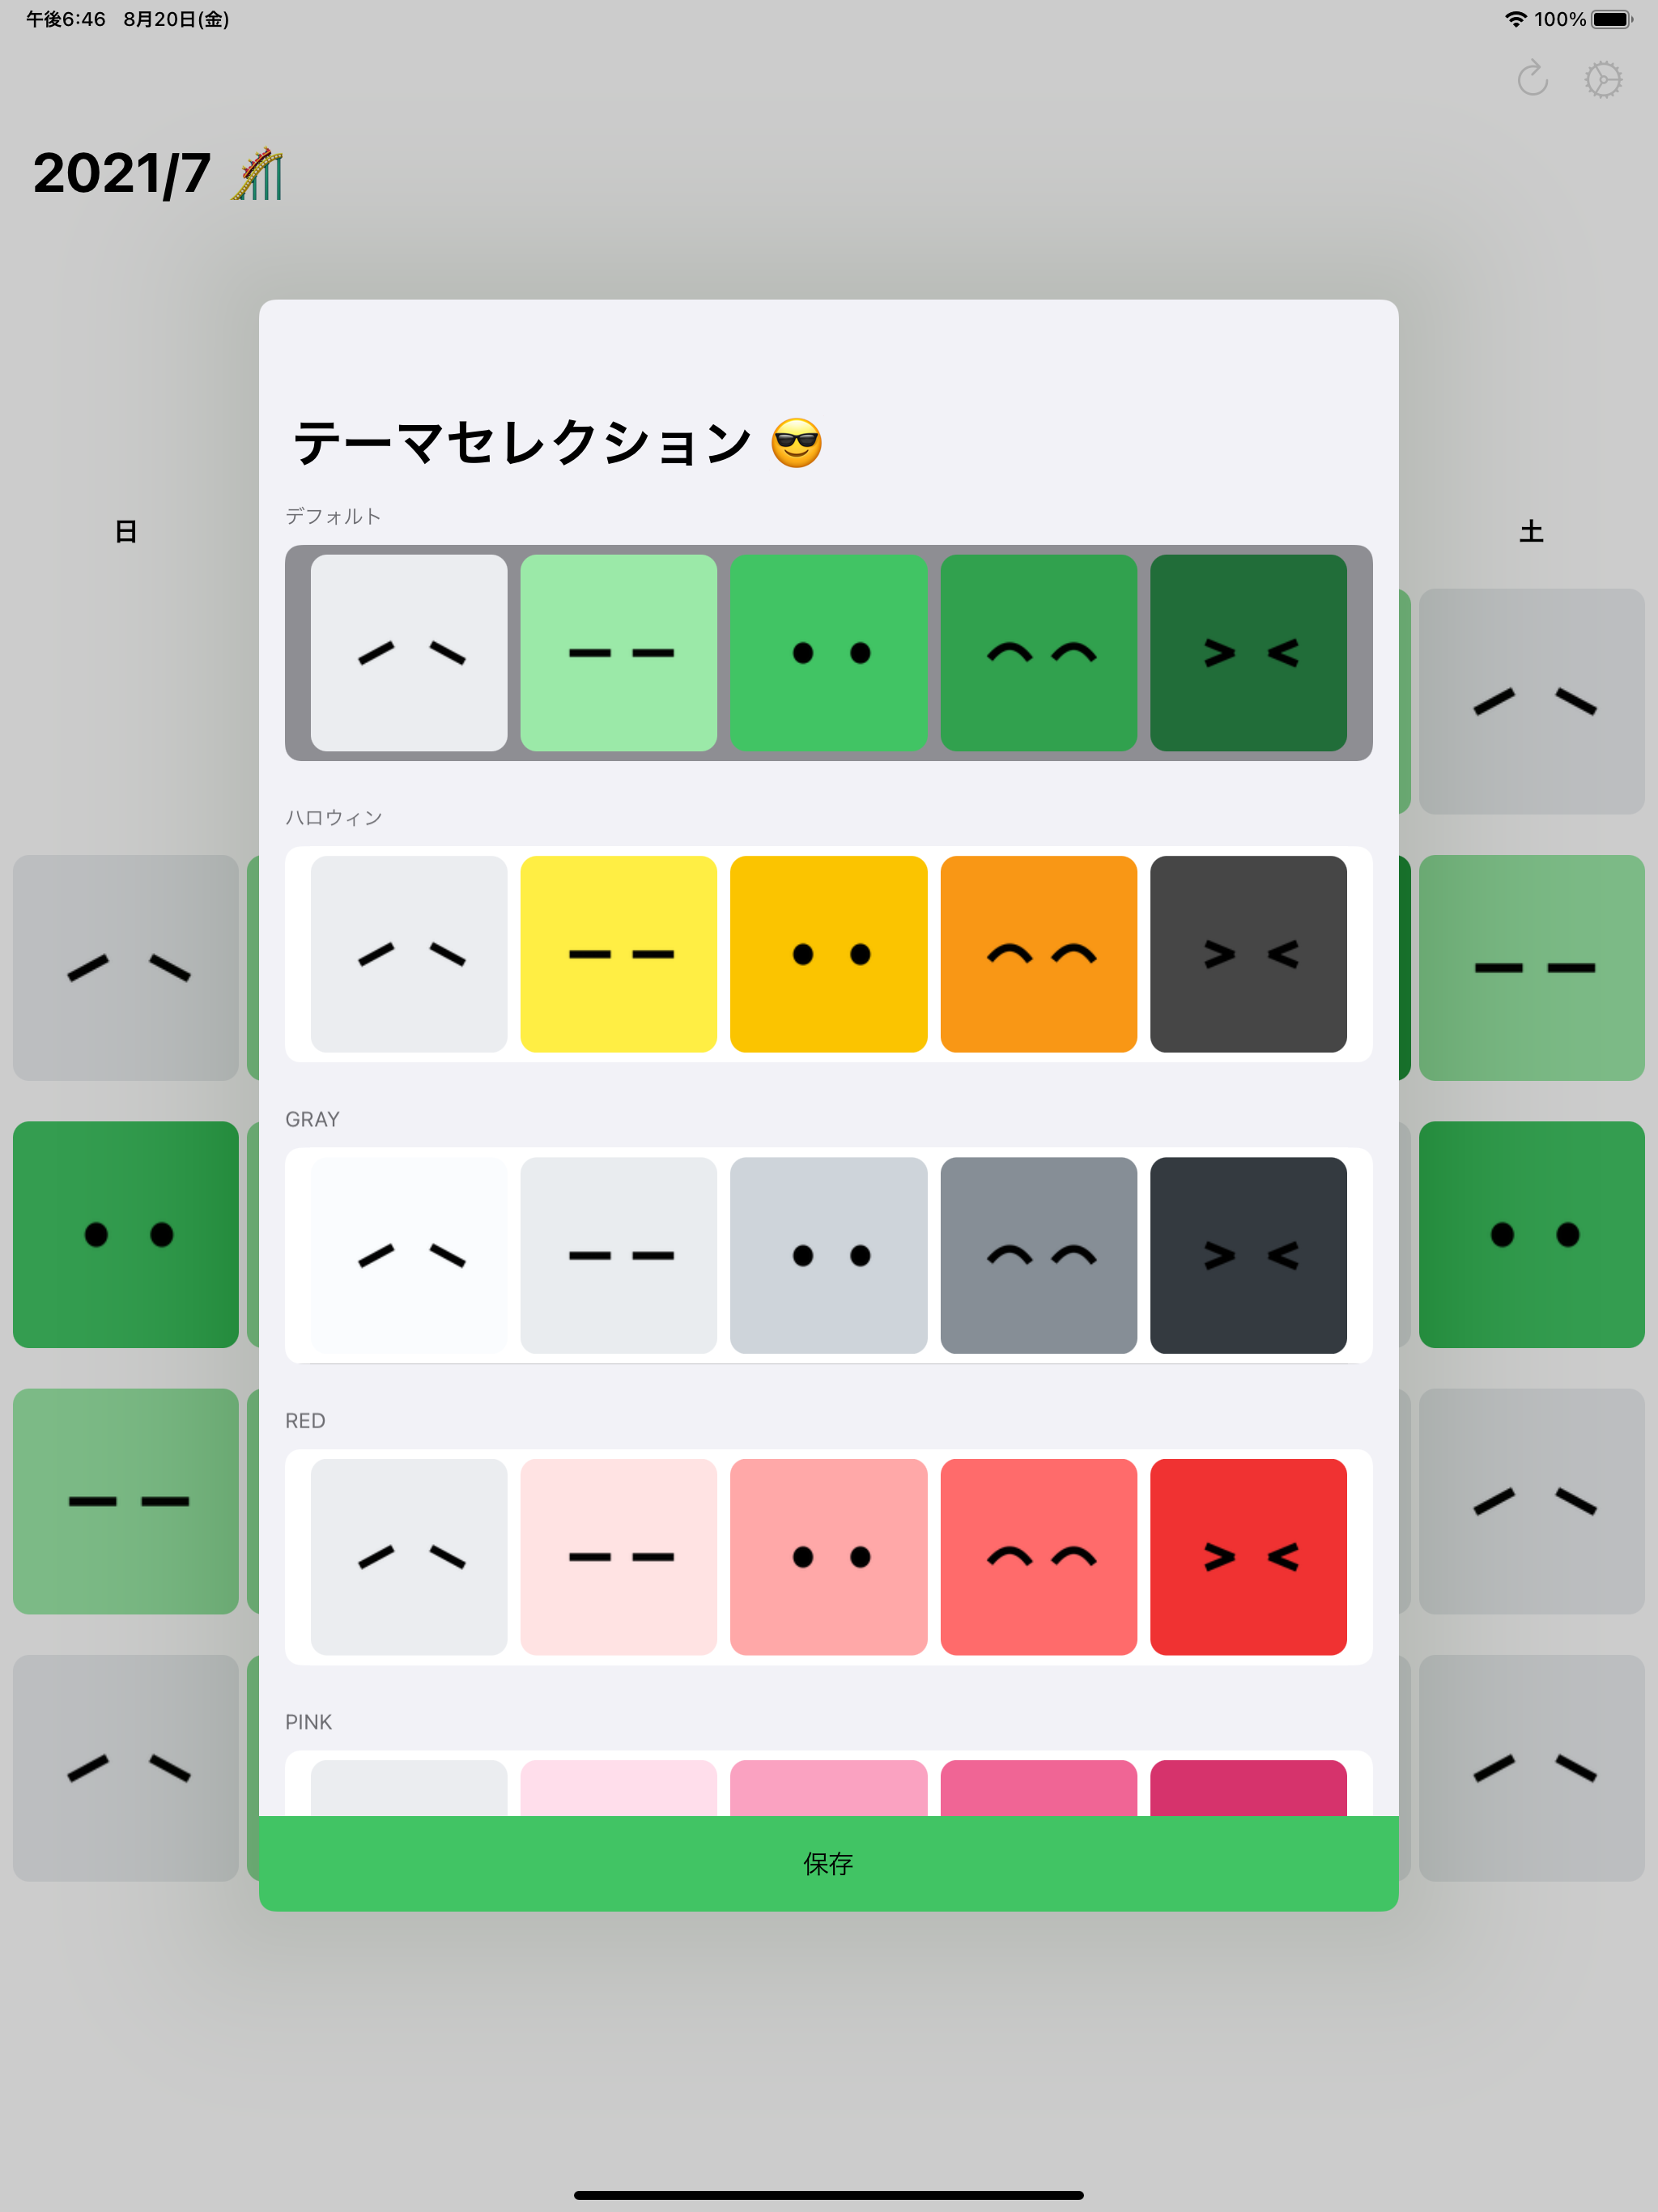 午後6:46 8月20日(金)
100%
2021/7 🎢
テーマセレクション 😎
日
土
デフォルト
ハロウィン
GRAY
RED
PINK
保存